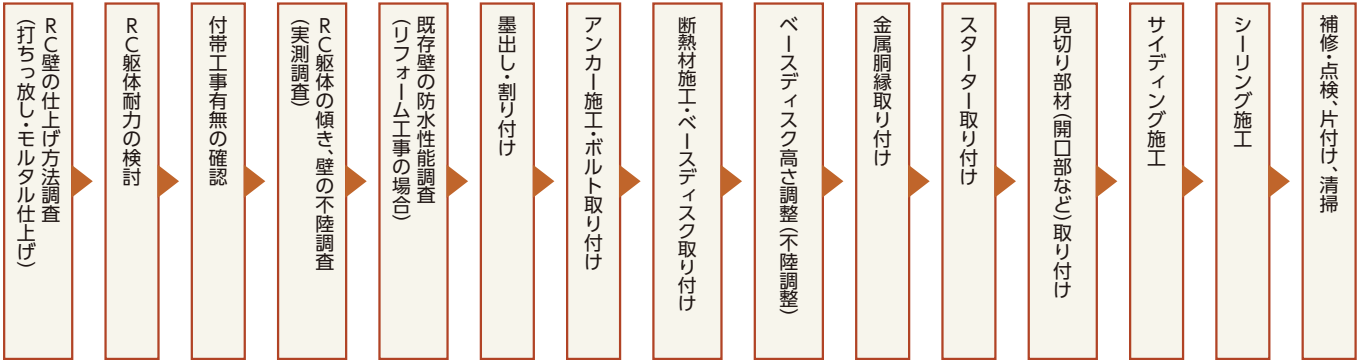 RC壁の仕上げ方法調査
(打ちっ放し・モルタル仕上げ)
RC躯体耐力の検討
付帯工事有無の確認
RC躯体の傾き、壁の不陸調査
(実測調査)
既存壁の防水性能調査
(リフォーム工事の場合)
墨出し・割り付け
アンカー施工・ボルト取り付け
断熱材施工・ベースディスク取り付け
ベースディスク高さ調整(不陸調整)
金属胴縁取り付け
スターター取り付け
見切り部材(開口部など)取り付け
サイディング施工
シーリング施工
補修・点検、片付け、清掃